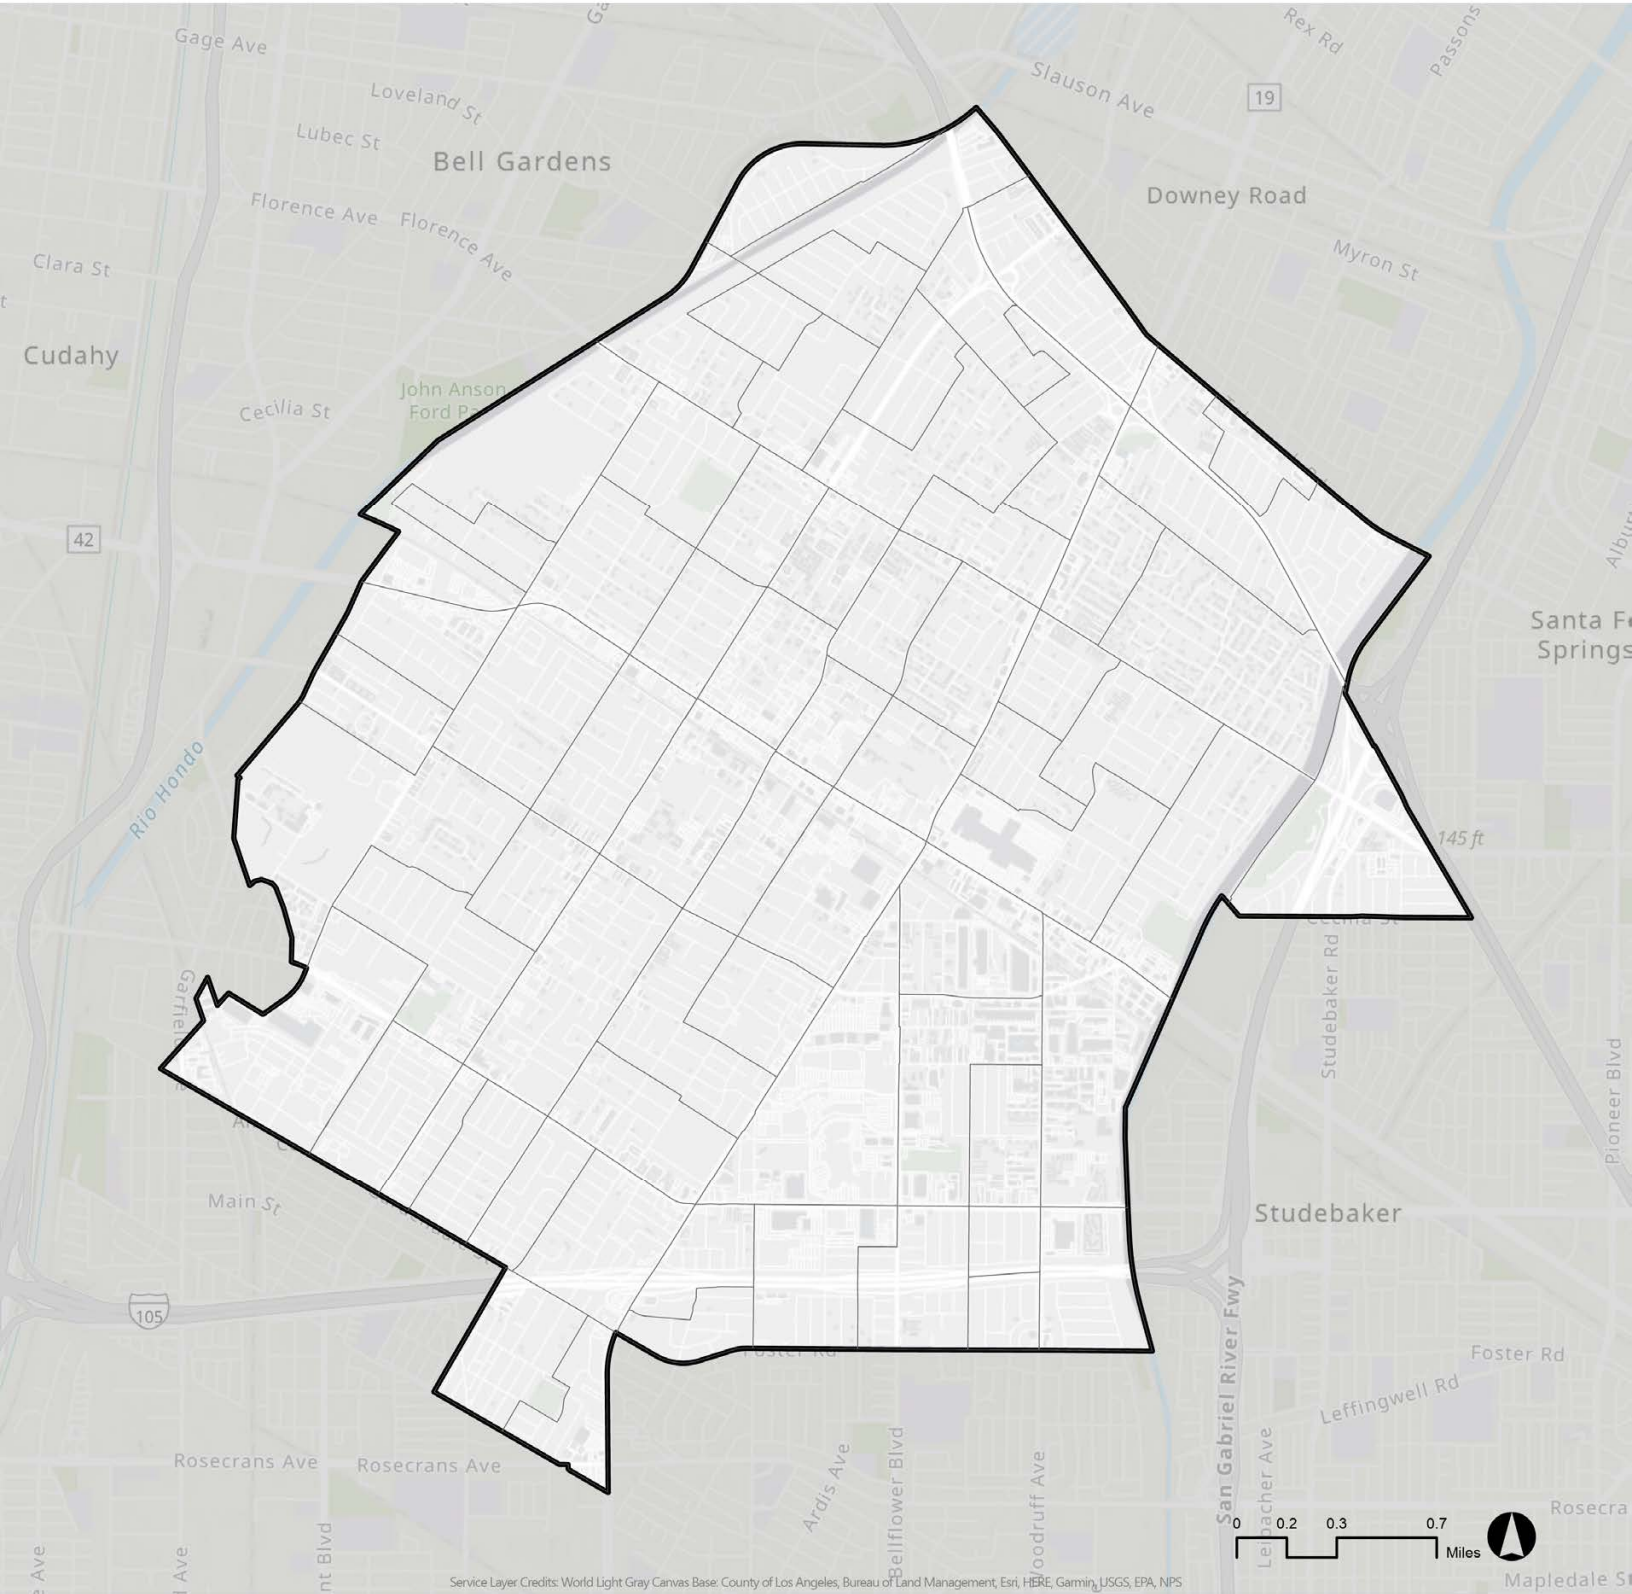 Gage Ave
Rex Rd
Slauson Ave
19
Passons
Loveland St
Lubec St
Bell Gardens
Downey Road
Florence Ave
Florence Ave
Myron St
Clara St
Cudahy
John Anson
Ford Pa
Cecilia St
42
Santa Fe
Springs
Rio Hondo
145 ft
Cecilia St
Studebaker Rd
Pioneer Blvd
Main St
Studebaker
105
Foster Rd
Foster Rd
San Gabriel River Fwy
Leffingwell Rd
Rosecrans Ave
Rosecrans Ave
Ardis Ave
Bellflower Blvd
Woodruff Ave
Leibacher Ave
Rosecra
0 0.2 0.3 0.7
Miles
Mapledale S
Service Layer Credits: World Light Gray Canvas Base: County of Los Angeles, Bureau of Land Management, Esri, HERE, Garmin, USGS, EPA, NPS